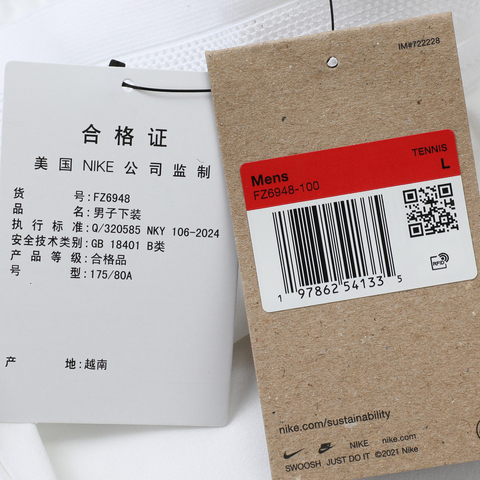 合格证
美国 NIKE 公司监制
货 号: FZ6948
品 名: 男子下装
执行标准: Q/320585 NKY 106-2024
安全技术类别: GB 18401 B类
产品等级: 合格品
号 型: 175/80A
产 地: 越南
IM#722228
TENNIS
L
Mens
FZ6948-100
RFID
1 97862 54133 5
nike.com/sustainability
NIKE nike.com
SWOOSH JUST DO IT ©2021 Nike